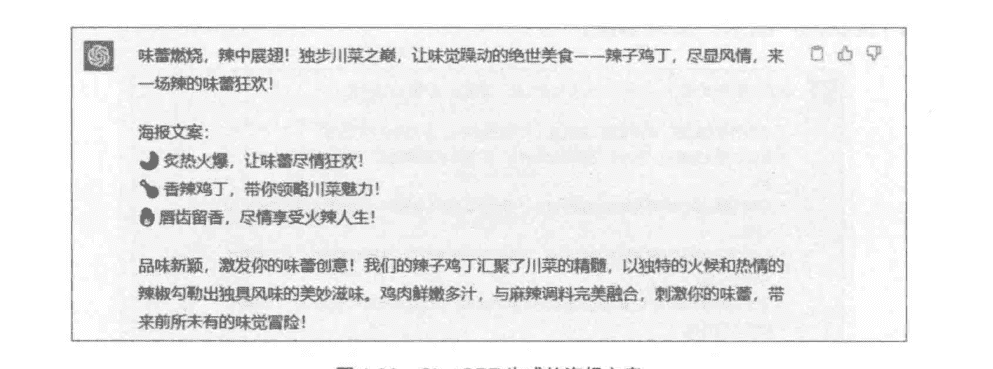 味蕾燃烧，辣中展翅！独步川菜之巅，让味觉躁动的绝世美食——辣子鸡丁，尽显风情，来
一场辣的味蕾狂欢！
海报文案：
炙热火爆，让味蕾尽情狂欢！
香辣鸡丁，带你领略川菜魅力！
唇齿留香，尽情享受火辣人生！
品味新颖，激发你的味蕾创意！我们的辣子鸡丁汇聚了川菜的精髓，以独特的火候和热情的
辣椒勾勒出独具风味的美妙滋味。鸡肉鲜嫩多汁，与麻辣调料完美融合，刺激你的味蕾，带
来前所未有的味觉冒险！